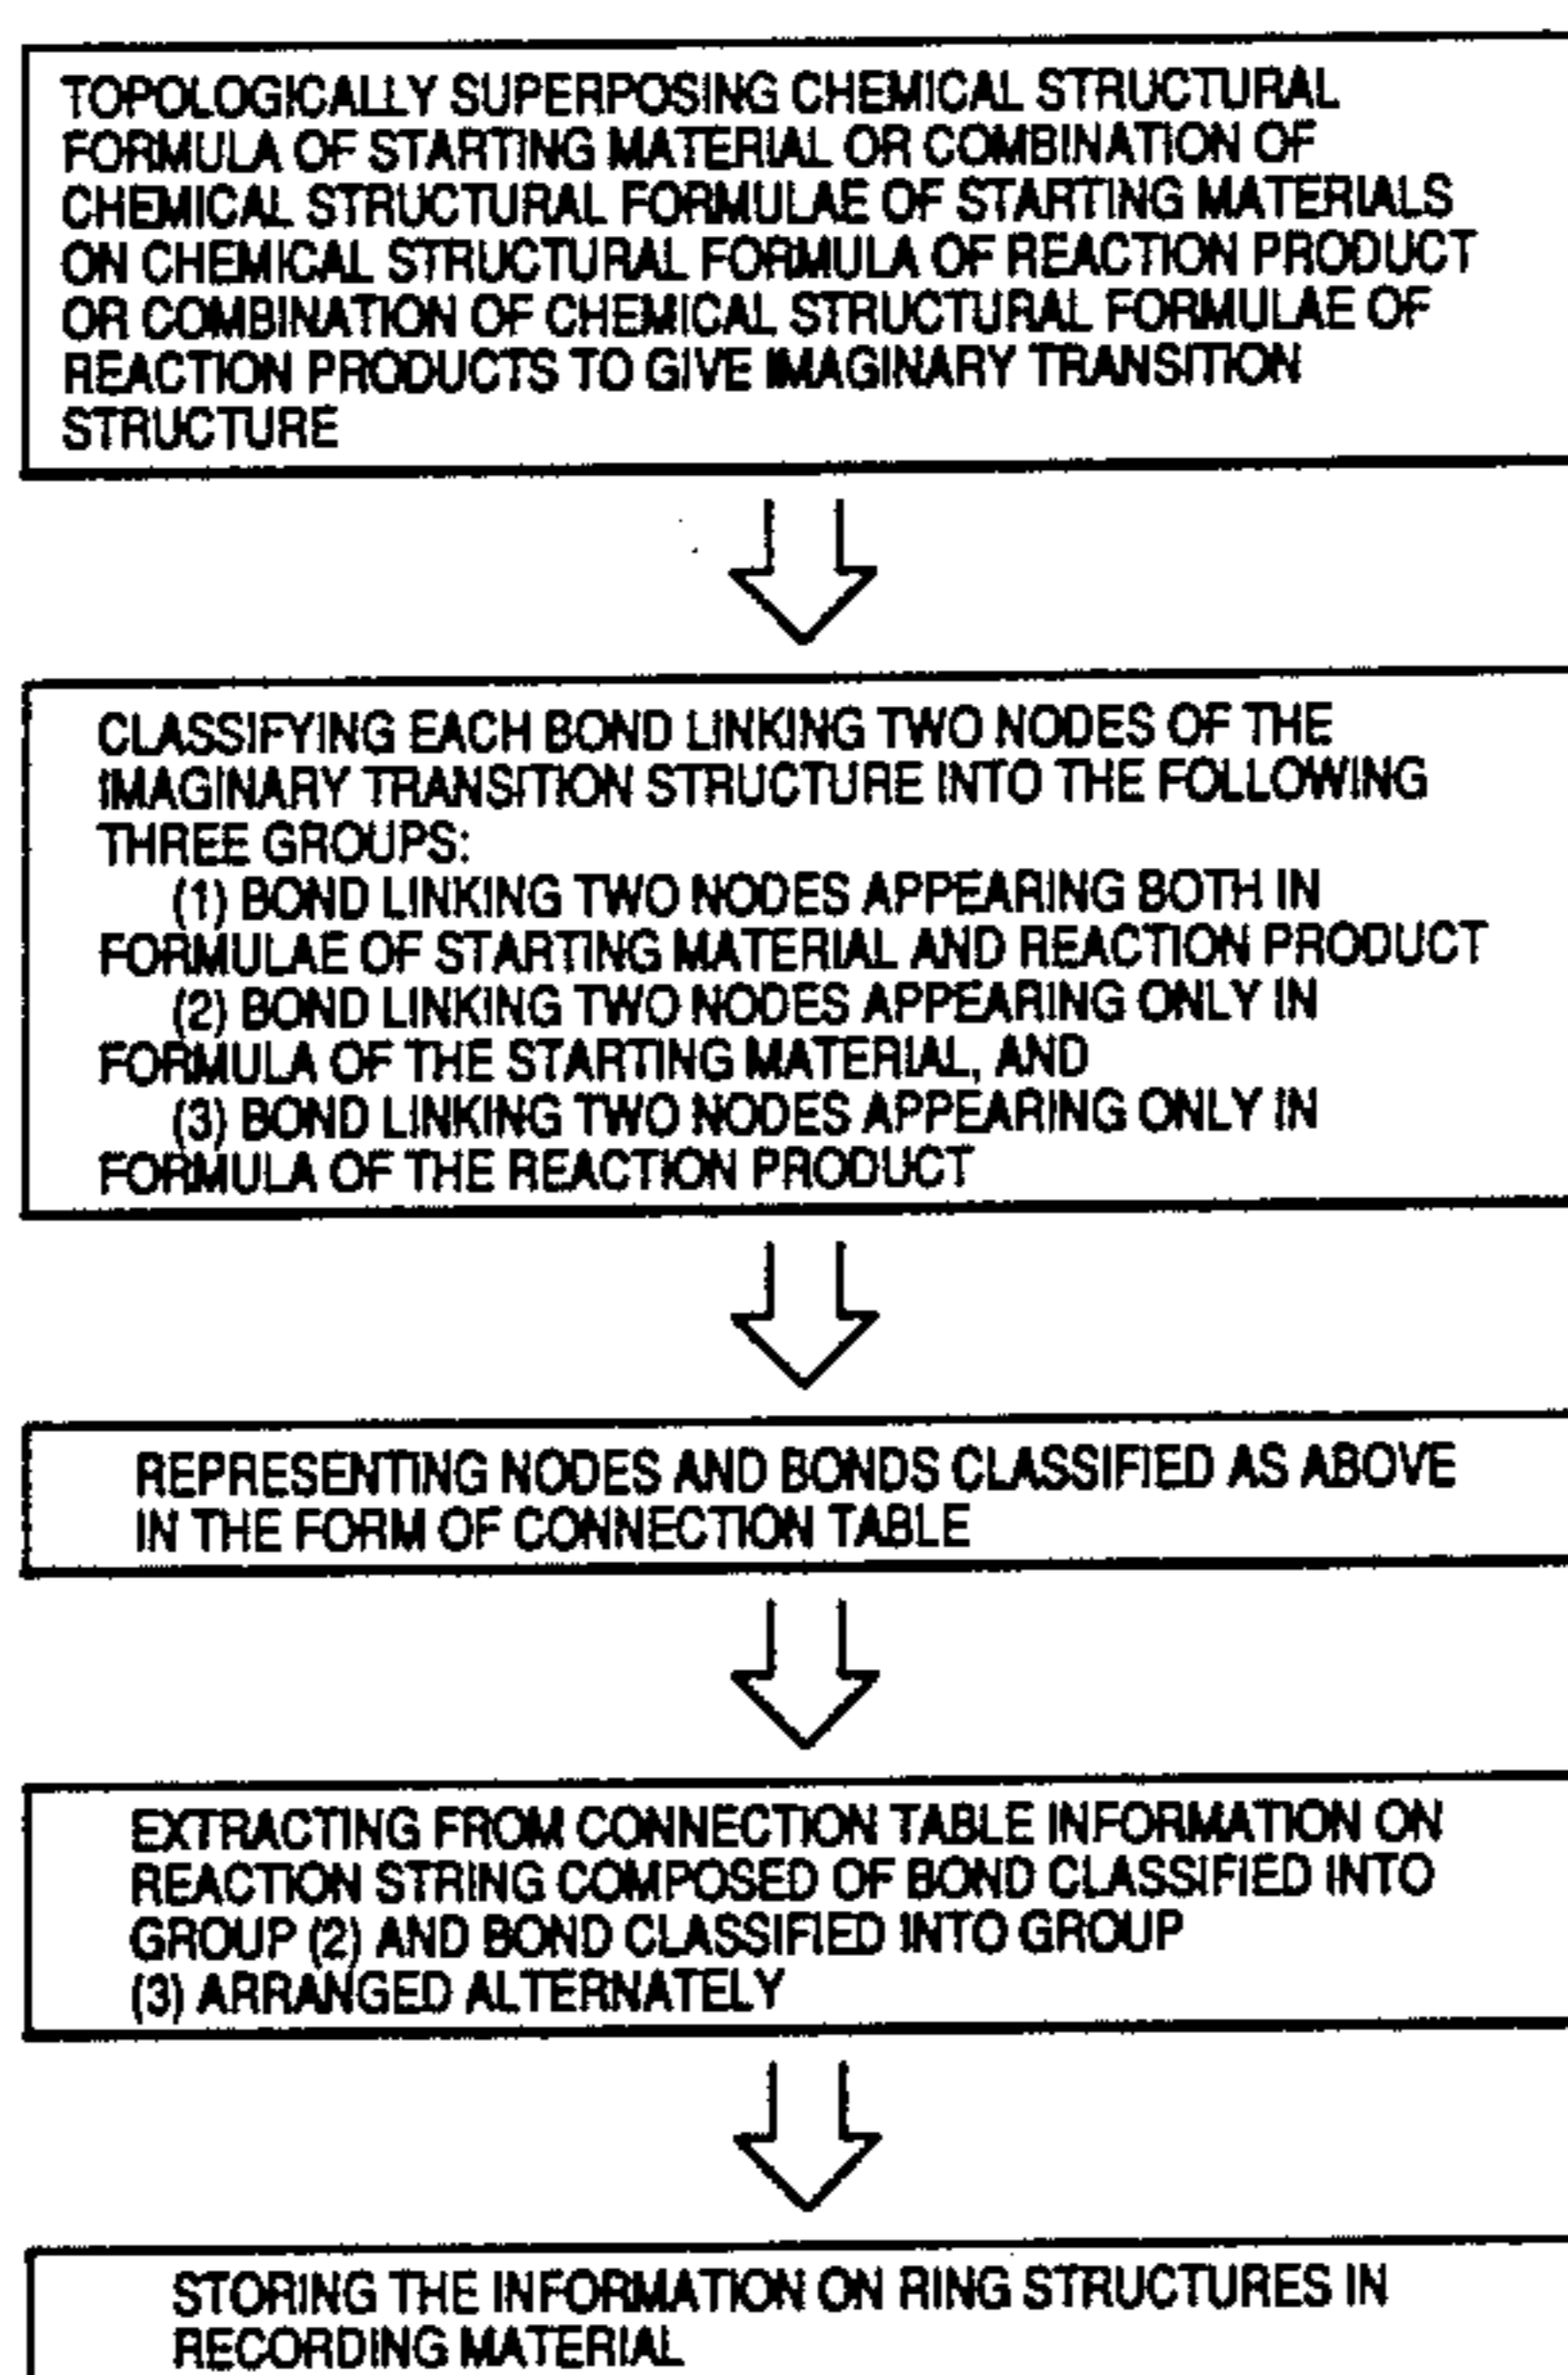 TOPOLOGICALLY SUPERPOSING CHEMICAL STRUCTURAL
FORMULA OF STARTING MATERIAL OR COMBINATION OF
CHEMICAL STRUCTURAL FORMULAE OF STARTING MATERIALS
ON CHEMICAL STRUCTURAL FORMULA OF REACTION PRODUCT
OR COMBINATION OF CHEMICAL STRUCTURAL FORMULAE OF
REACTION PRODUCTS TO GIVE IMAGINARY TRANSITION
STRUCTURE
CLASSIFYING EACH BOND LINKING TWO NODES OF THE
IMAGINARY TRANSITION STRUCTURE INTO THE FOLLOWING
THREE GROUPS:
(1) BOND LINKING TWO NODES APPEARING BOTH IN
FORMULAE OF STARTING MATERIAL AND REACTION PRODUCT
(2) BOND LINKING TWO NODES APPEARING ONLY IN
FORMULA OF THE STARTING MATERIAL, AND
(3) BOND LINKING TWO NODES APPEARING ONLY IN
FORMULA OF THE REACTION PRODUCT
REPRESENTING NODES AND BONDS CLASSIFIED AS ABOVE
IN THE FORM OF CONNECTION TABLE
EXTRACTING FROM CONNECTION TABLE INFORMATION ON
REACTION STRING COMPOSED OF BOND CLASSIFIED INTO
GROUP (2) AND BOND CLASSIFIED INTO GROUP
(3) ARRANGED ALTERNATELY
STORING THE INFORMATION ON RING STRUCTURES IN
RECORDING MATERIAL